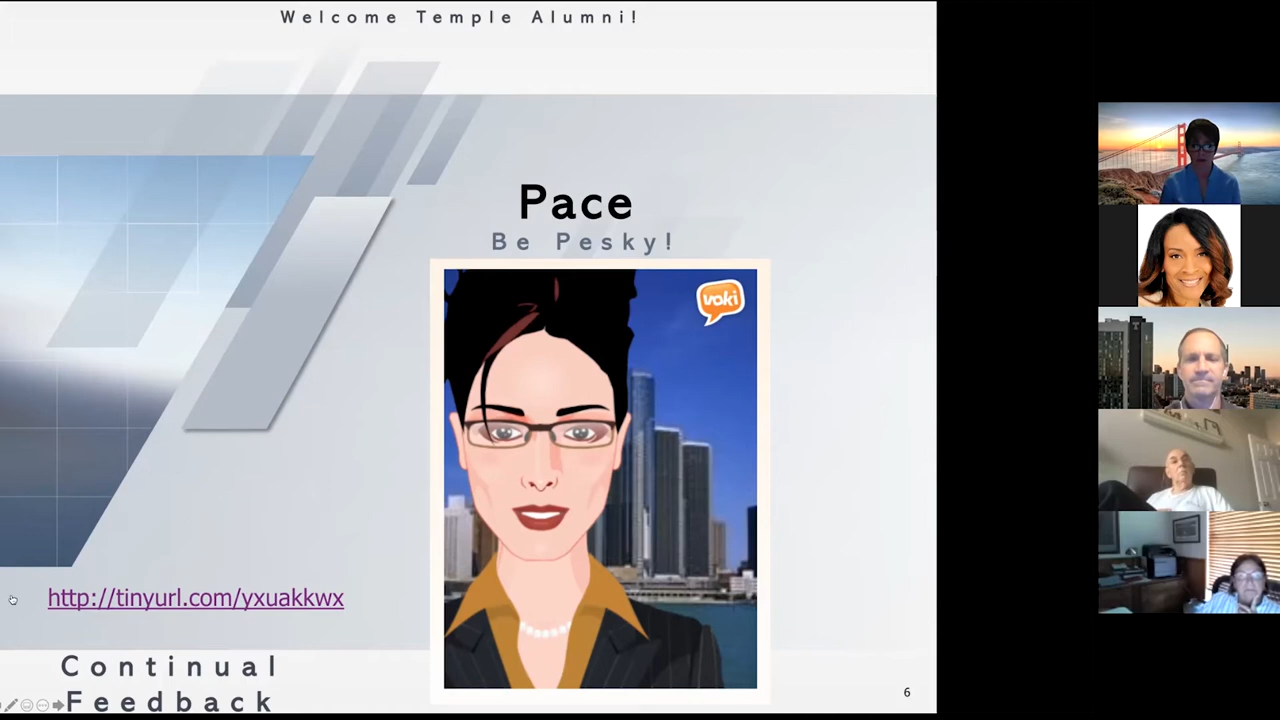 Welcome Temple Alumni!
Pace
Be Pesky!
voki
http://tinyurl.com/yxuakkwx
Continual
Feedback
6